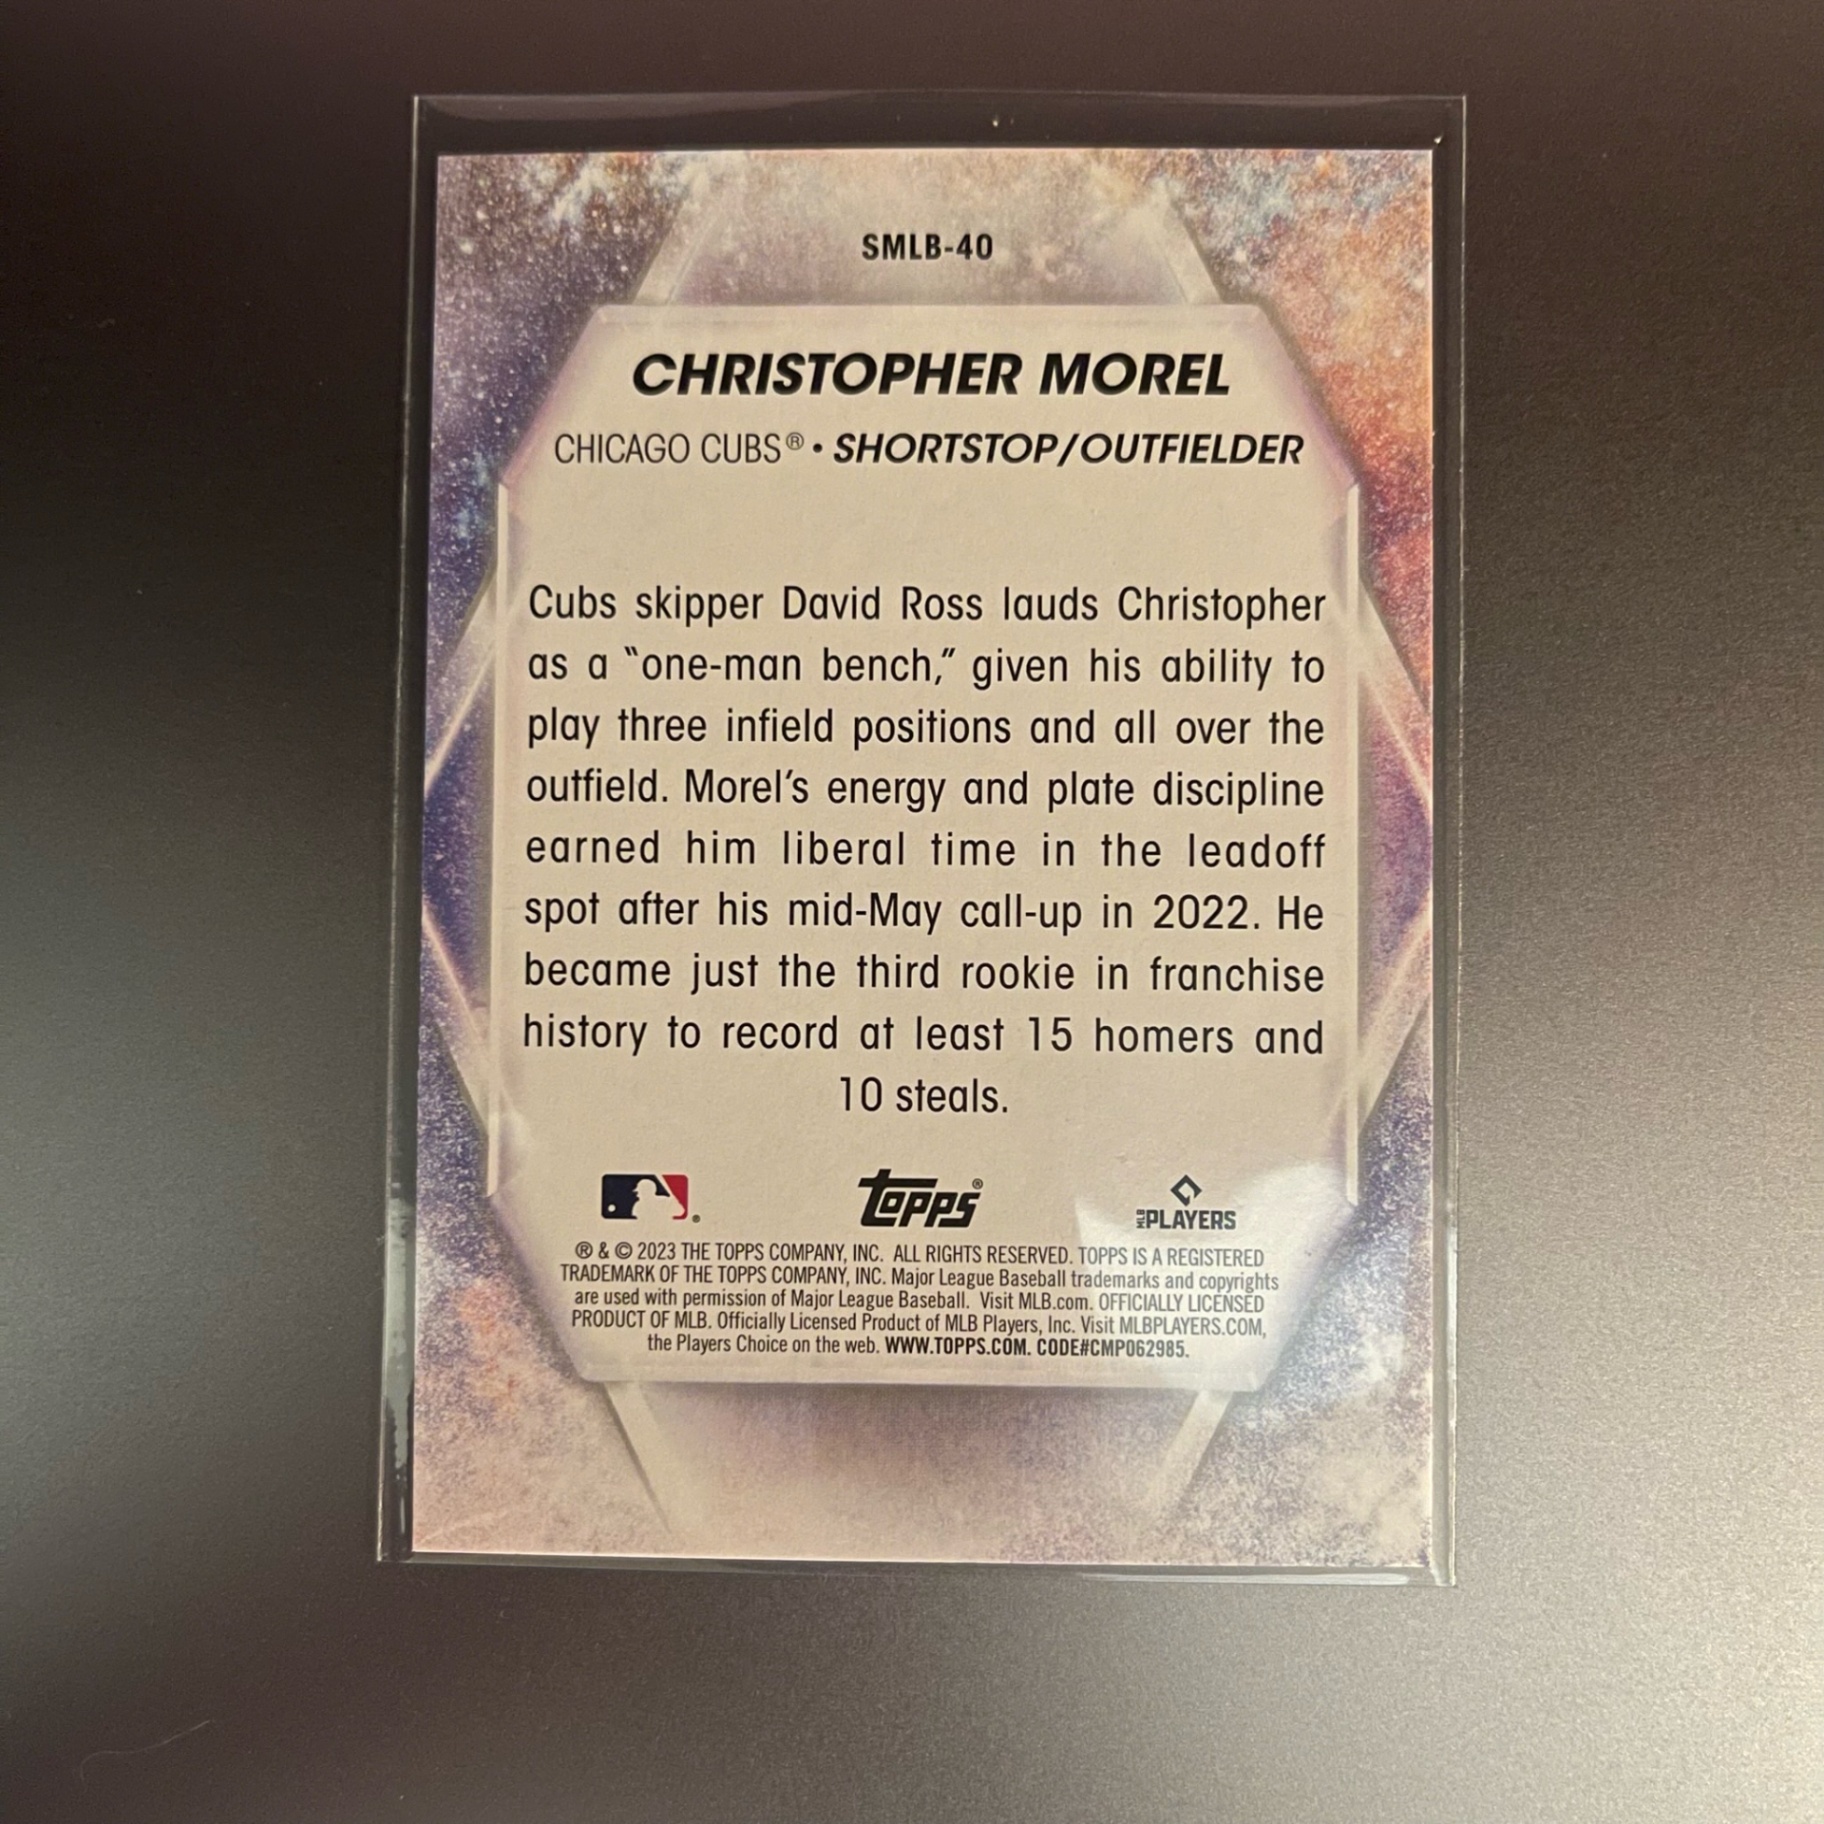 SMLB-40
CHRISTOPHER MOREL
CHICAGO CUBS® • SHORTSTOP/OUTFIELDER
Cubs skipper David Ross lauds Christopher
as a "one-man bench," given his ability to
play three infield positions and all over the
outfield. Morel's energy and plate discipline
earned him liberal time in the leadoff
spot after his mid-May call-up in 2022. He
became just the third rookie in franchise
history to record at least 15 homers and
10 steals.
® topps® MLB PLAYERS
® & © 2023 THE TOPPS COMPANY, INC. ALL RIGHTS RESERVED. TOPPS IS A REGISTERED
TRADEMARK OF THE TOPPS COMPANY, INC. Major League Baseball trademarks and copyrights
are used with permission of Major League Baseball. Visit MLB.com. OFFICIALLY LICENSED
PRODUCT OF MLB. Officially Licensed Product of MLB Players, Inc. Visit MLBPLAYERS.COM,
the Players Choice on the web. WWW.TOPPS.COM. CODE#CMP062985.